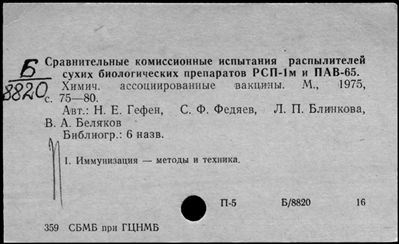 Б
8820
Сравнительные комиссионные испытания распылителей
сухих биологических препаратов РСП-1м и ПАВ-65.
Химич. ассоциированные вакцины. М., 1975,
с. 75—80.
Авт.: Н. Е. Гефен, С. Ф. Федяев, Л. П. Блинкова,
В. А. Беляков
Библиогр.: 6 назв.
I. Иммунизация — методы и техника.
П-5 Б/8820 16
359 СБМБ при ГЦНМБ